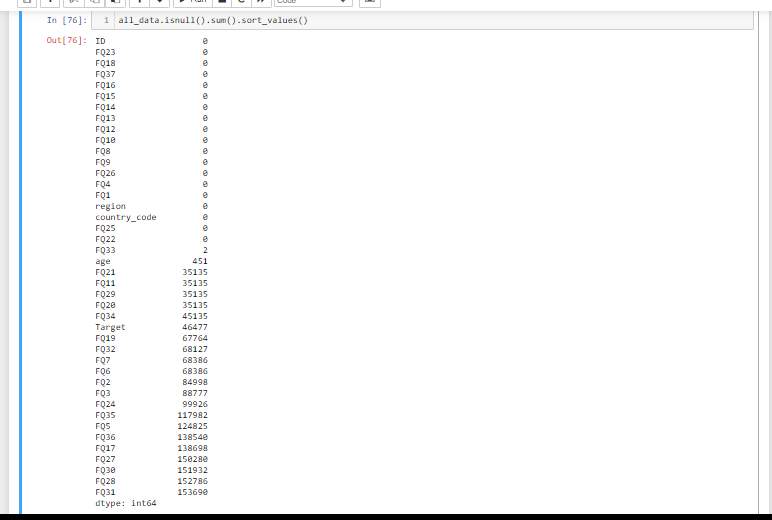 Code
In [76]: 1 all_data.isnull().sum().sort_values()
Out[76]: ID 0
FQ23 0
FQ18 0
FQ37 0
FQ16 0
FQ15 0
FQ14 0
FQ13 0
FQ12 0
FQ10 0
FQ8 0
FQ9 0
FQ26 0
FQ4 0
FQ1 0
region 0
country_code 0
FQ25 0
FQ22 0
FQ33 2
age 451
FQ21 35135
FQ11 35135
FQ29 35135
FQ20 35135
FQ34 45135
Target 46477
FQ19 67764
FQ32 68127
FQ7 68386
FQ6 68386
FQ2 84998
FQ3 88777
FQ24 99926
FQ35 117982
FQ5 124825
FQ36 138540
FQ17 138698
FQ27 150280
FQ30 151932
FQ28 152786
FQ31 153690
dtype: int64